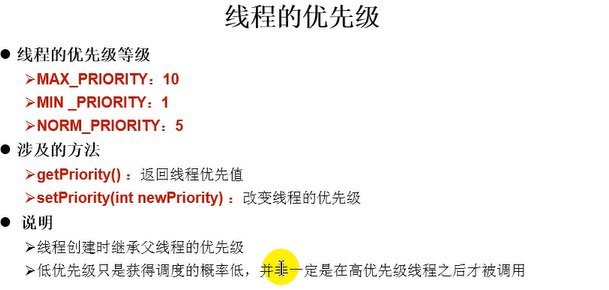 线程的优先级
● 线程的优先级等级
➢MAX_PRIORITY：10
➢MIN _PRIORITY：1
➢NORM_PRIORITY：5
● 涉及的方法
➢getPriority() ：返回线程优先值
➢setPriority(int newPriority) ：改变线程的优先级
● 说明
➢线程创建时继承父线程的优先级
➢低优先级只是获得调度的概率低，并非一定是在高优先级线程之后才被调用